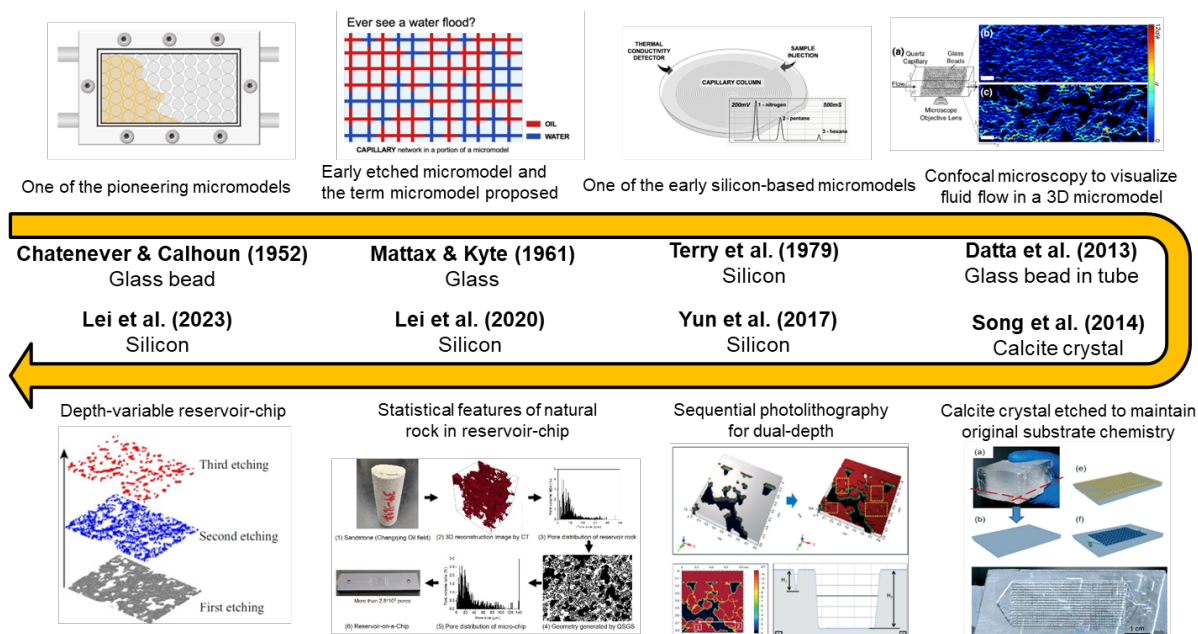 Ever see a water flood?
OIL
WATER
CAPILLARY network in a portion of a micromodel
THERMAL
CONDUCTIVITY
DETECTOR
SAMPLE
INJECTION
CAPILLARY COLUMN
200mV
1 - nitrogen
300mS
2 - pentane
3 - hexane
(a)
Quartz
Capillary
Glass
Beads
Flow
Microscope
Objective Lens
(b)
(c)
One of the pioneering micromodels
Early etched micromodel and
the term micromodel proposed
One of the early silicon-based micromodels
Confocal microscopy to visualize
fluid flow in a 3D micromodel
Chatenever & Calhoun (1952)
Glass bead
Mattax & Kyte (1961)
Glass
Terry et al. (1979)
Silicon
Datta et al. (2013)
Glass bead in tube
Lei et al. (2023)
Silicon
Lei et al. (2020)
Silicon
Yun et al. (2017)
Silicon
Song et al. (2014)
Calcite crystal
Depth-variable reservoir-chip
Statistical features of natural
rock in reservoir-chip
Sequential photolithography
for dual-depth
Calcite crystal etched to maintain
original substrate chemistry
Third etching
Second etching
First etching
(1) Sandstone (Changqing Oil field)
(2) 3D reconstruction image by CT
(3) Pore distribution of reservoir rock
More than 2.8*10⁵ pores
(6) Reservoir-on-a-Chip
(5) Pore distribution of micro-chip
(4) Geometry generated by QSGS
H₁
H₂
(a)
(e)
(b)
(f)
1 cm